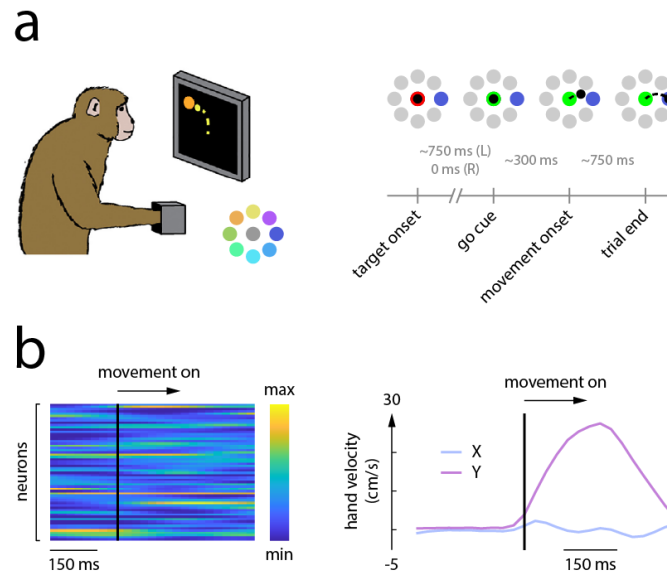 a
~750 ms (L)
0 ms (R)
~300 ms
~750 ms
target onset
go cue
movement onset
trial end
b
movement on
neurons
max
min
150 ms
movement on
30
hand velocity
(cm/s)
-5
X
Y
150 ms